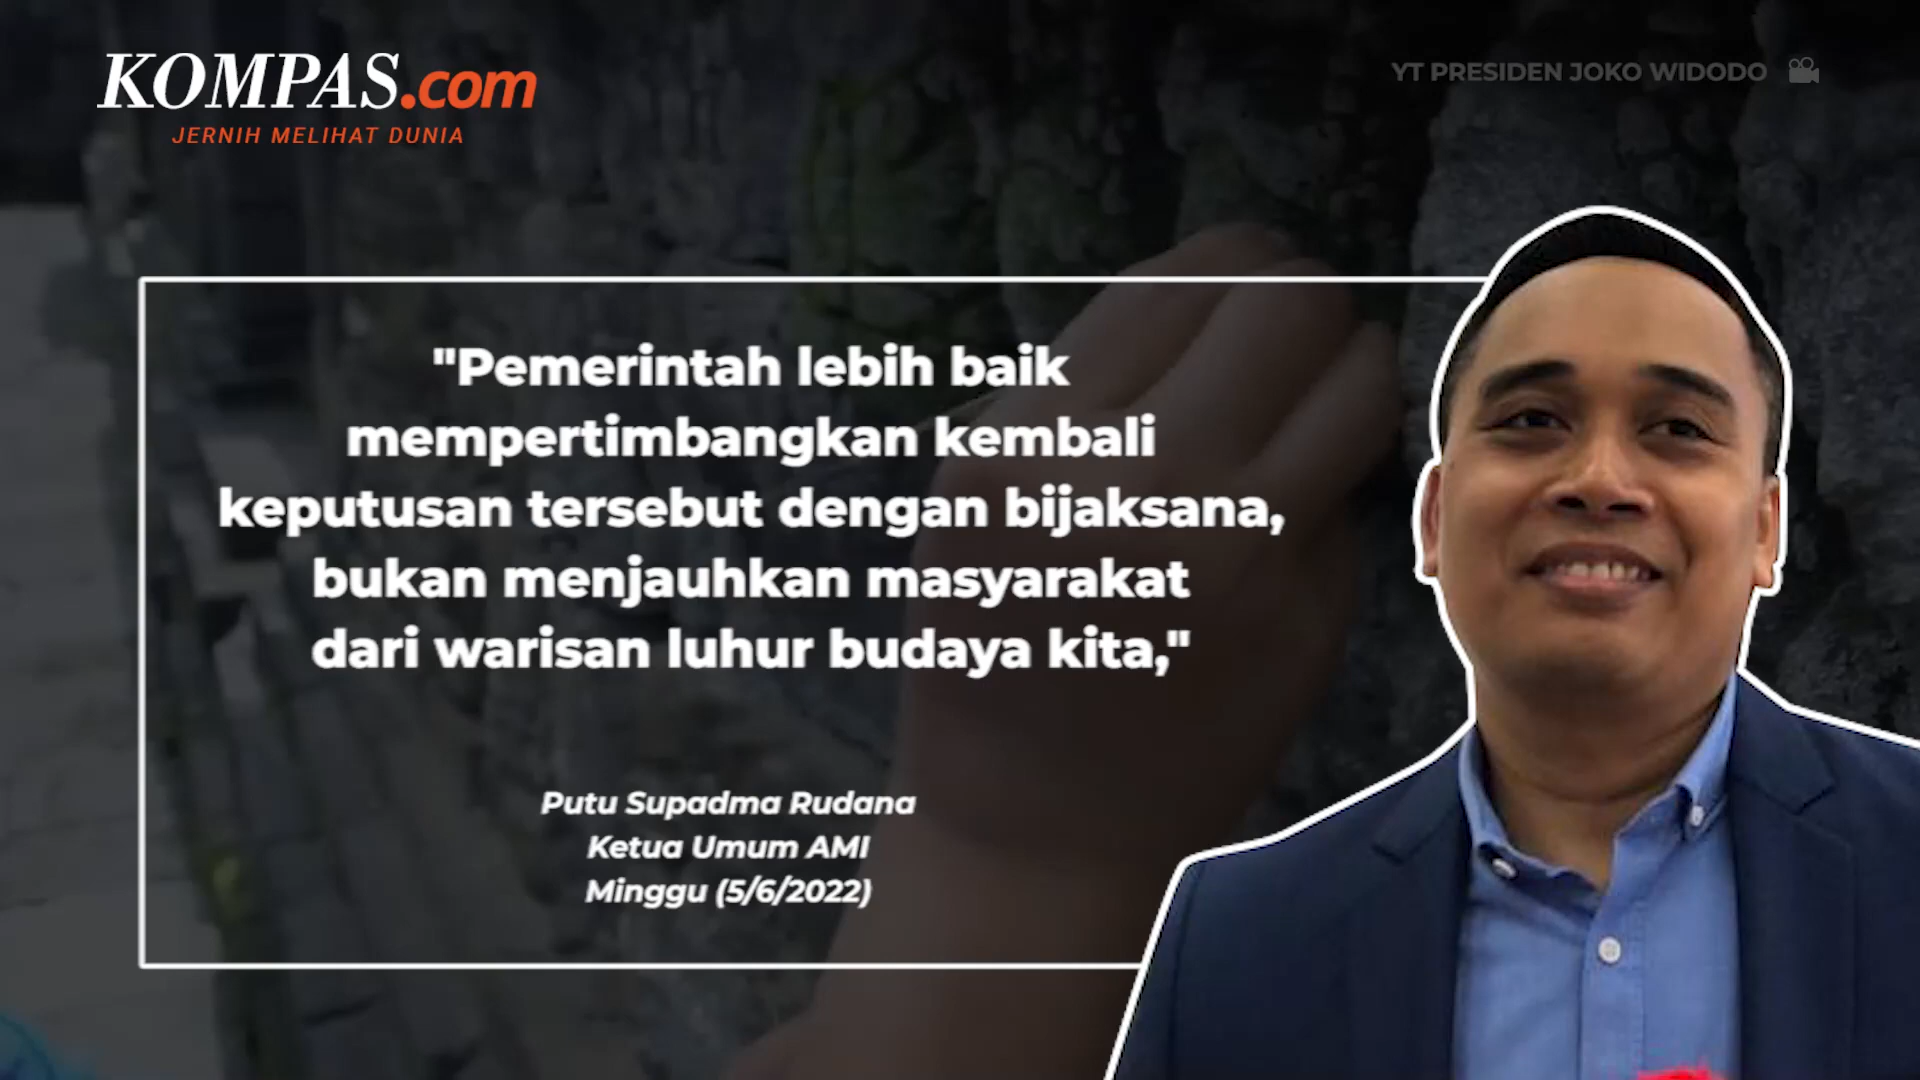 KOMPAS.com
JERNIH MELIHAT DUNIA
YT PRESIDEN JOKO WIDODO
"Pemerintah lebih baik
mempertimbangkan kembali
keputusan tersebut dengan bijaksana,
bukan menjauhkan masyarakat
dari warisan luhur budaya kita,"
Putu Supadma Rudana
Ketua Umum AMI
Minggu (5/6/2022)